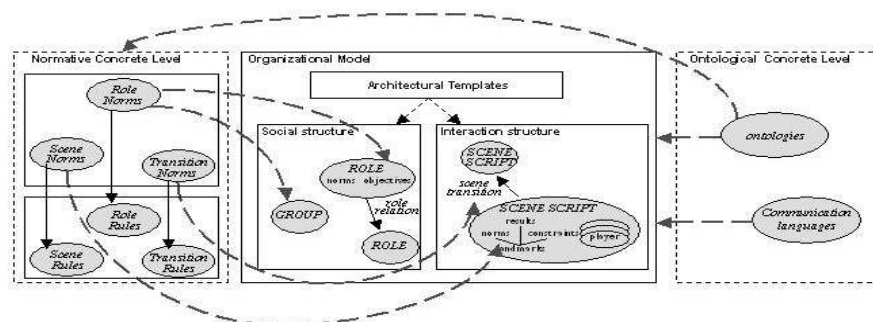 Normative Concrete Level
Role
Norms
Scene
Norms
Transition
Norms
Role
Rules
Scene
Rules
Transition
Rules
Organizational Model
Architectural Templates
Social structure
ROLE
norms objectives
role
relation
GROUP
ROLE
Interaction structure
SCENE
SCRIPT
scene
transition
SCENE SCRIPT
results
norms constraints
player
landmarks
Ontological Concrete Level
ontologies
Communication
languages